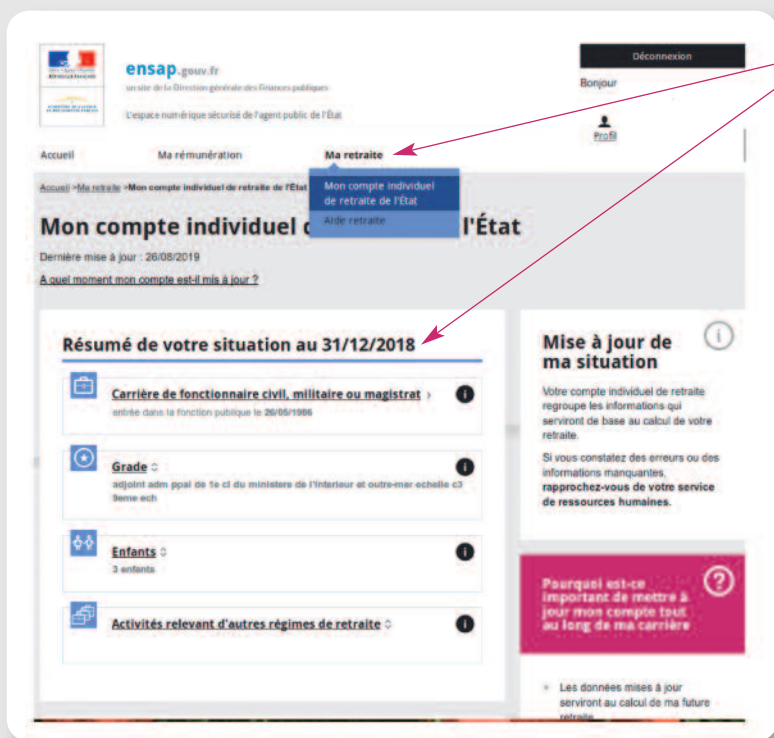 RÉPUBLIQUE FRANÇAISE
ensap.gouv.fr
un site de la Direction générale des Finances publiques
L'espace numérique sécurisé de l'agent public de l'État
Déconnexion
Bonjour
Profil
Accueil
Ma rémunération
Ma retraite
Accueil >Ma retraite >Mon compte individuel de retraite de l'État
Mon compte individuel
de retraite de l'État
Aide retraite
Mon compte individuel d l'État
Dernière mise à jour : 26/08/2019
A quel moment mon compte est-il mis à jour ?
Résumé de votre situation au 31/12/2018
Carrière de fonctionnaire civil, militaire ou magistrat >
entrée dans la fonction publique le 26/05/1986
Grade
adjoint adm ppal de 1e cl du ministere de l'interieur et outre-mer echelle c3
9eme ech
Enfants
3 enfants
Activités relevant d'autres régimes de retraite
Mise à jour de
ma situation
Votre compte individuel de retraite
regroupe les informations qui
serviront de base au calcul de votre
retraite.
Si vous constatez des erreurs ou des
informations manquantes,
rapprochez-vous de votre service
de ressources humaines.
Pourquoi est-ce
important de mettre à
jour mon compte tout
au long de ma carrière
Les données mises à jour
serviront au calcul de ma future
retraite